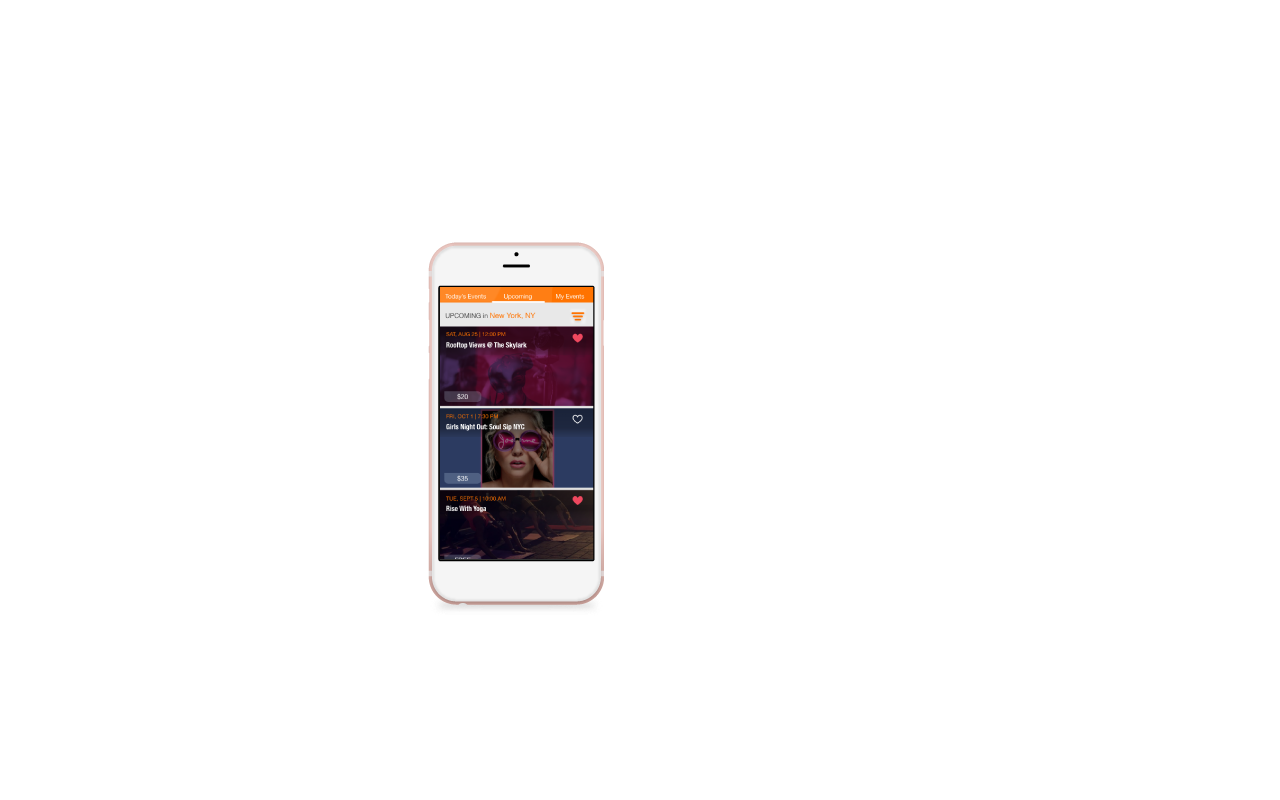 Today's Events Upcoming My Events
UPCOMING in New York, NY
SAT, AUG 25 | 12:00 PM
Rooftop Views @ The Skylark
$20
FRI, OCT 1 | 7:30 PM
Girls Night Out: Soul Sip NYC
$35
TUE, SEPT 5 | 10:00 AM
Rise With Yoga